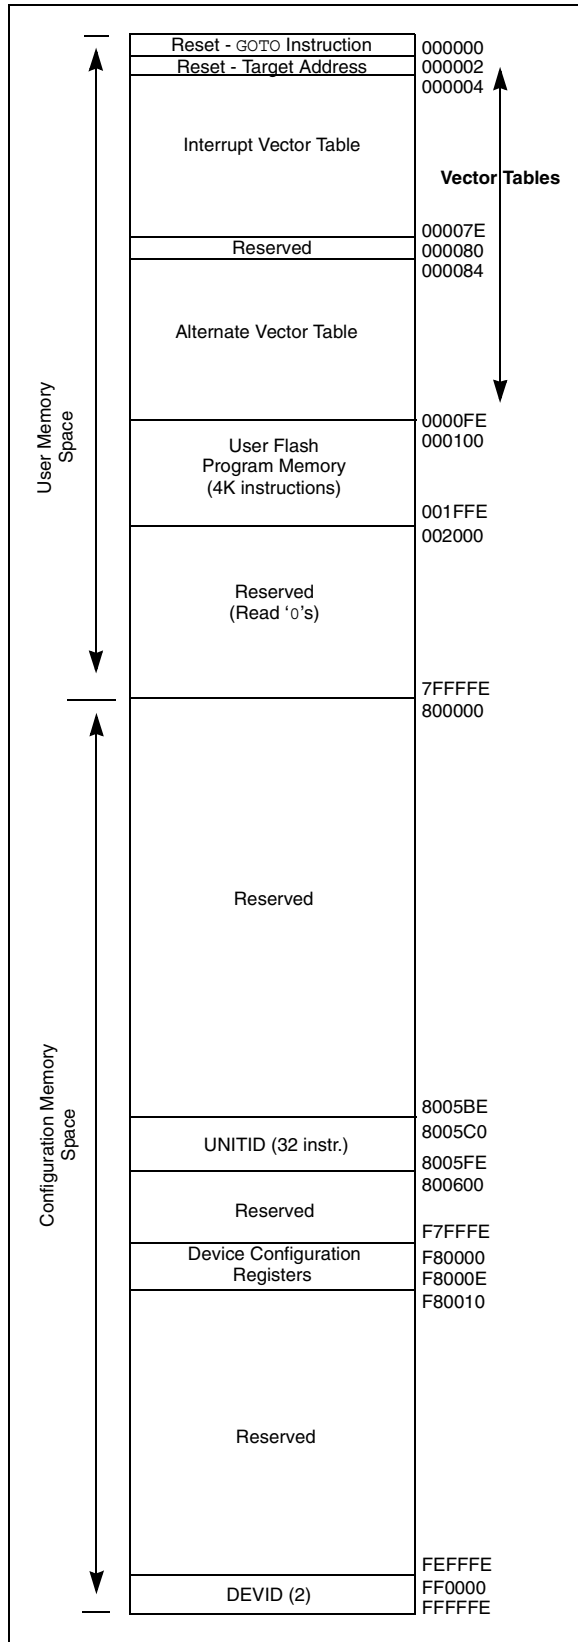 Reset - GOTO Instruction
000000
Reset - Target Address
000002
000004
Interrupt Vector Table
Vector Tables
00007E
Reserved
000080
000084
Alternate Vector Table
0000FE
000100
User Flash
Program Memory
(4K instructions)
001FFE
002000
Reserved
(Read ‘0’s)
7FFFFE
User Memory
Space
800000
Reserved
8005BE
8005C0
UNITID (32 instr.)
8005FE
800600
Reserved
F7FFFE
Device Configuration
Registers
F80000
F8000E
F80010
Reserved
FEFFFE
FF0000
DEVID (2)
FFFFFE
Configuration Memory
Space